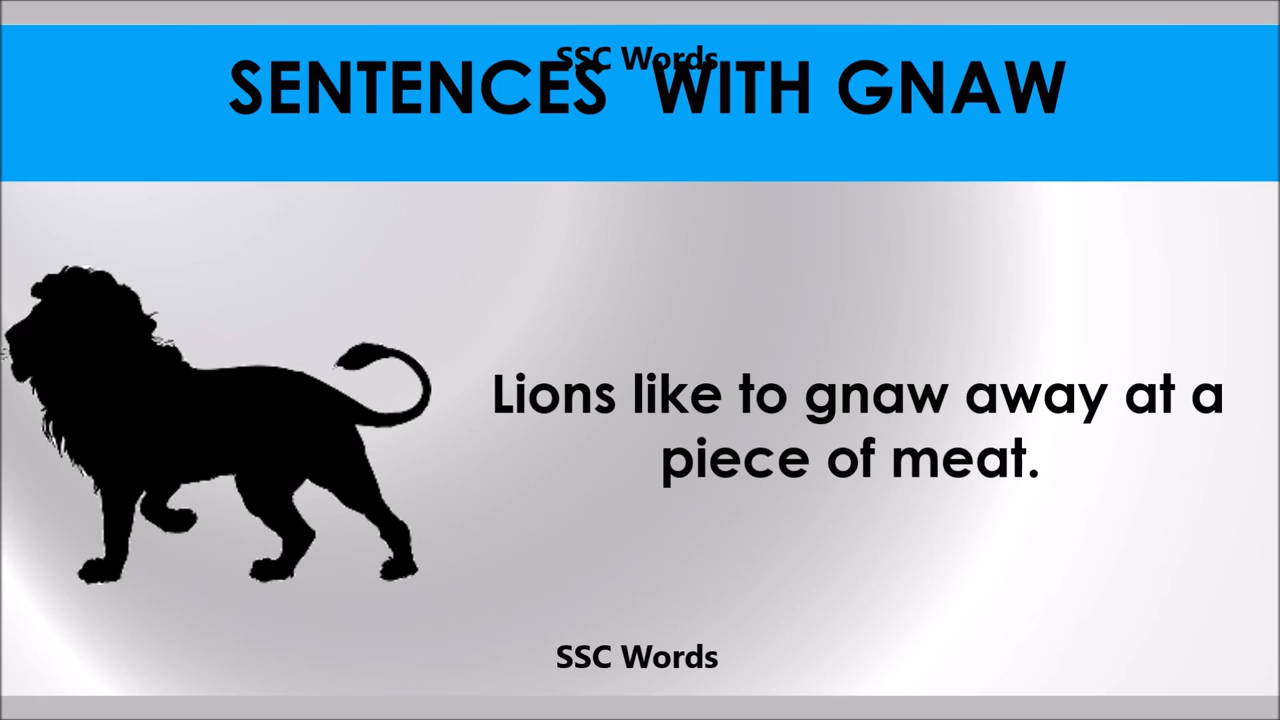 SSC Words
SENTENCES WITH GNAW
Lions like to gnaw away at a
piece of meat.
SSC Words